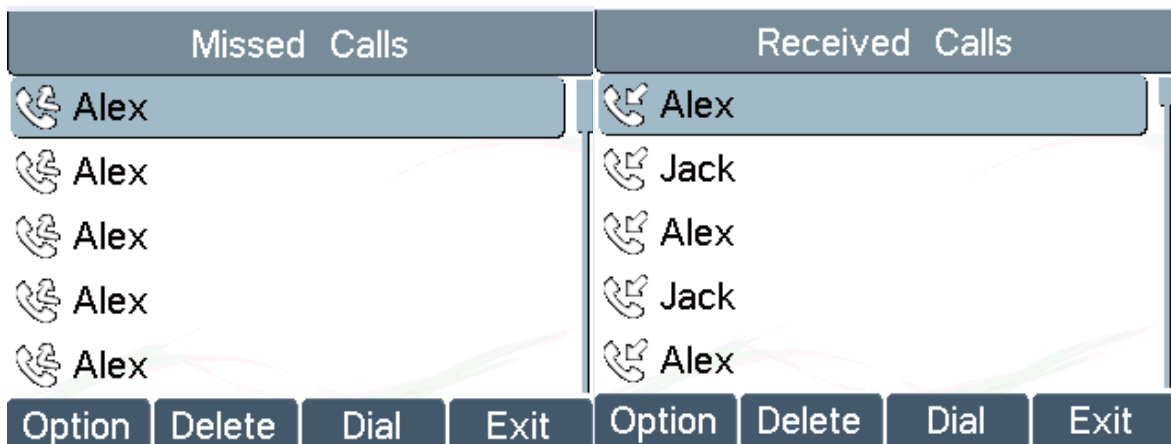 Missed Calls
Alex
Alex
Alex
Alex
Alex
Option Delete Dial Exit
Received Calls
Alex
Jack
Alex
Jack
Alex
Option Delete Dial Exit